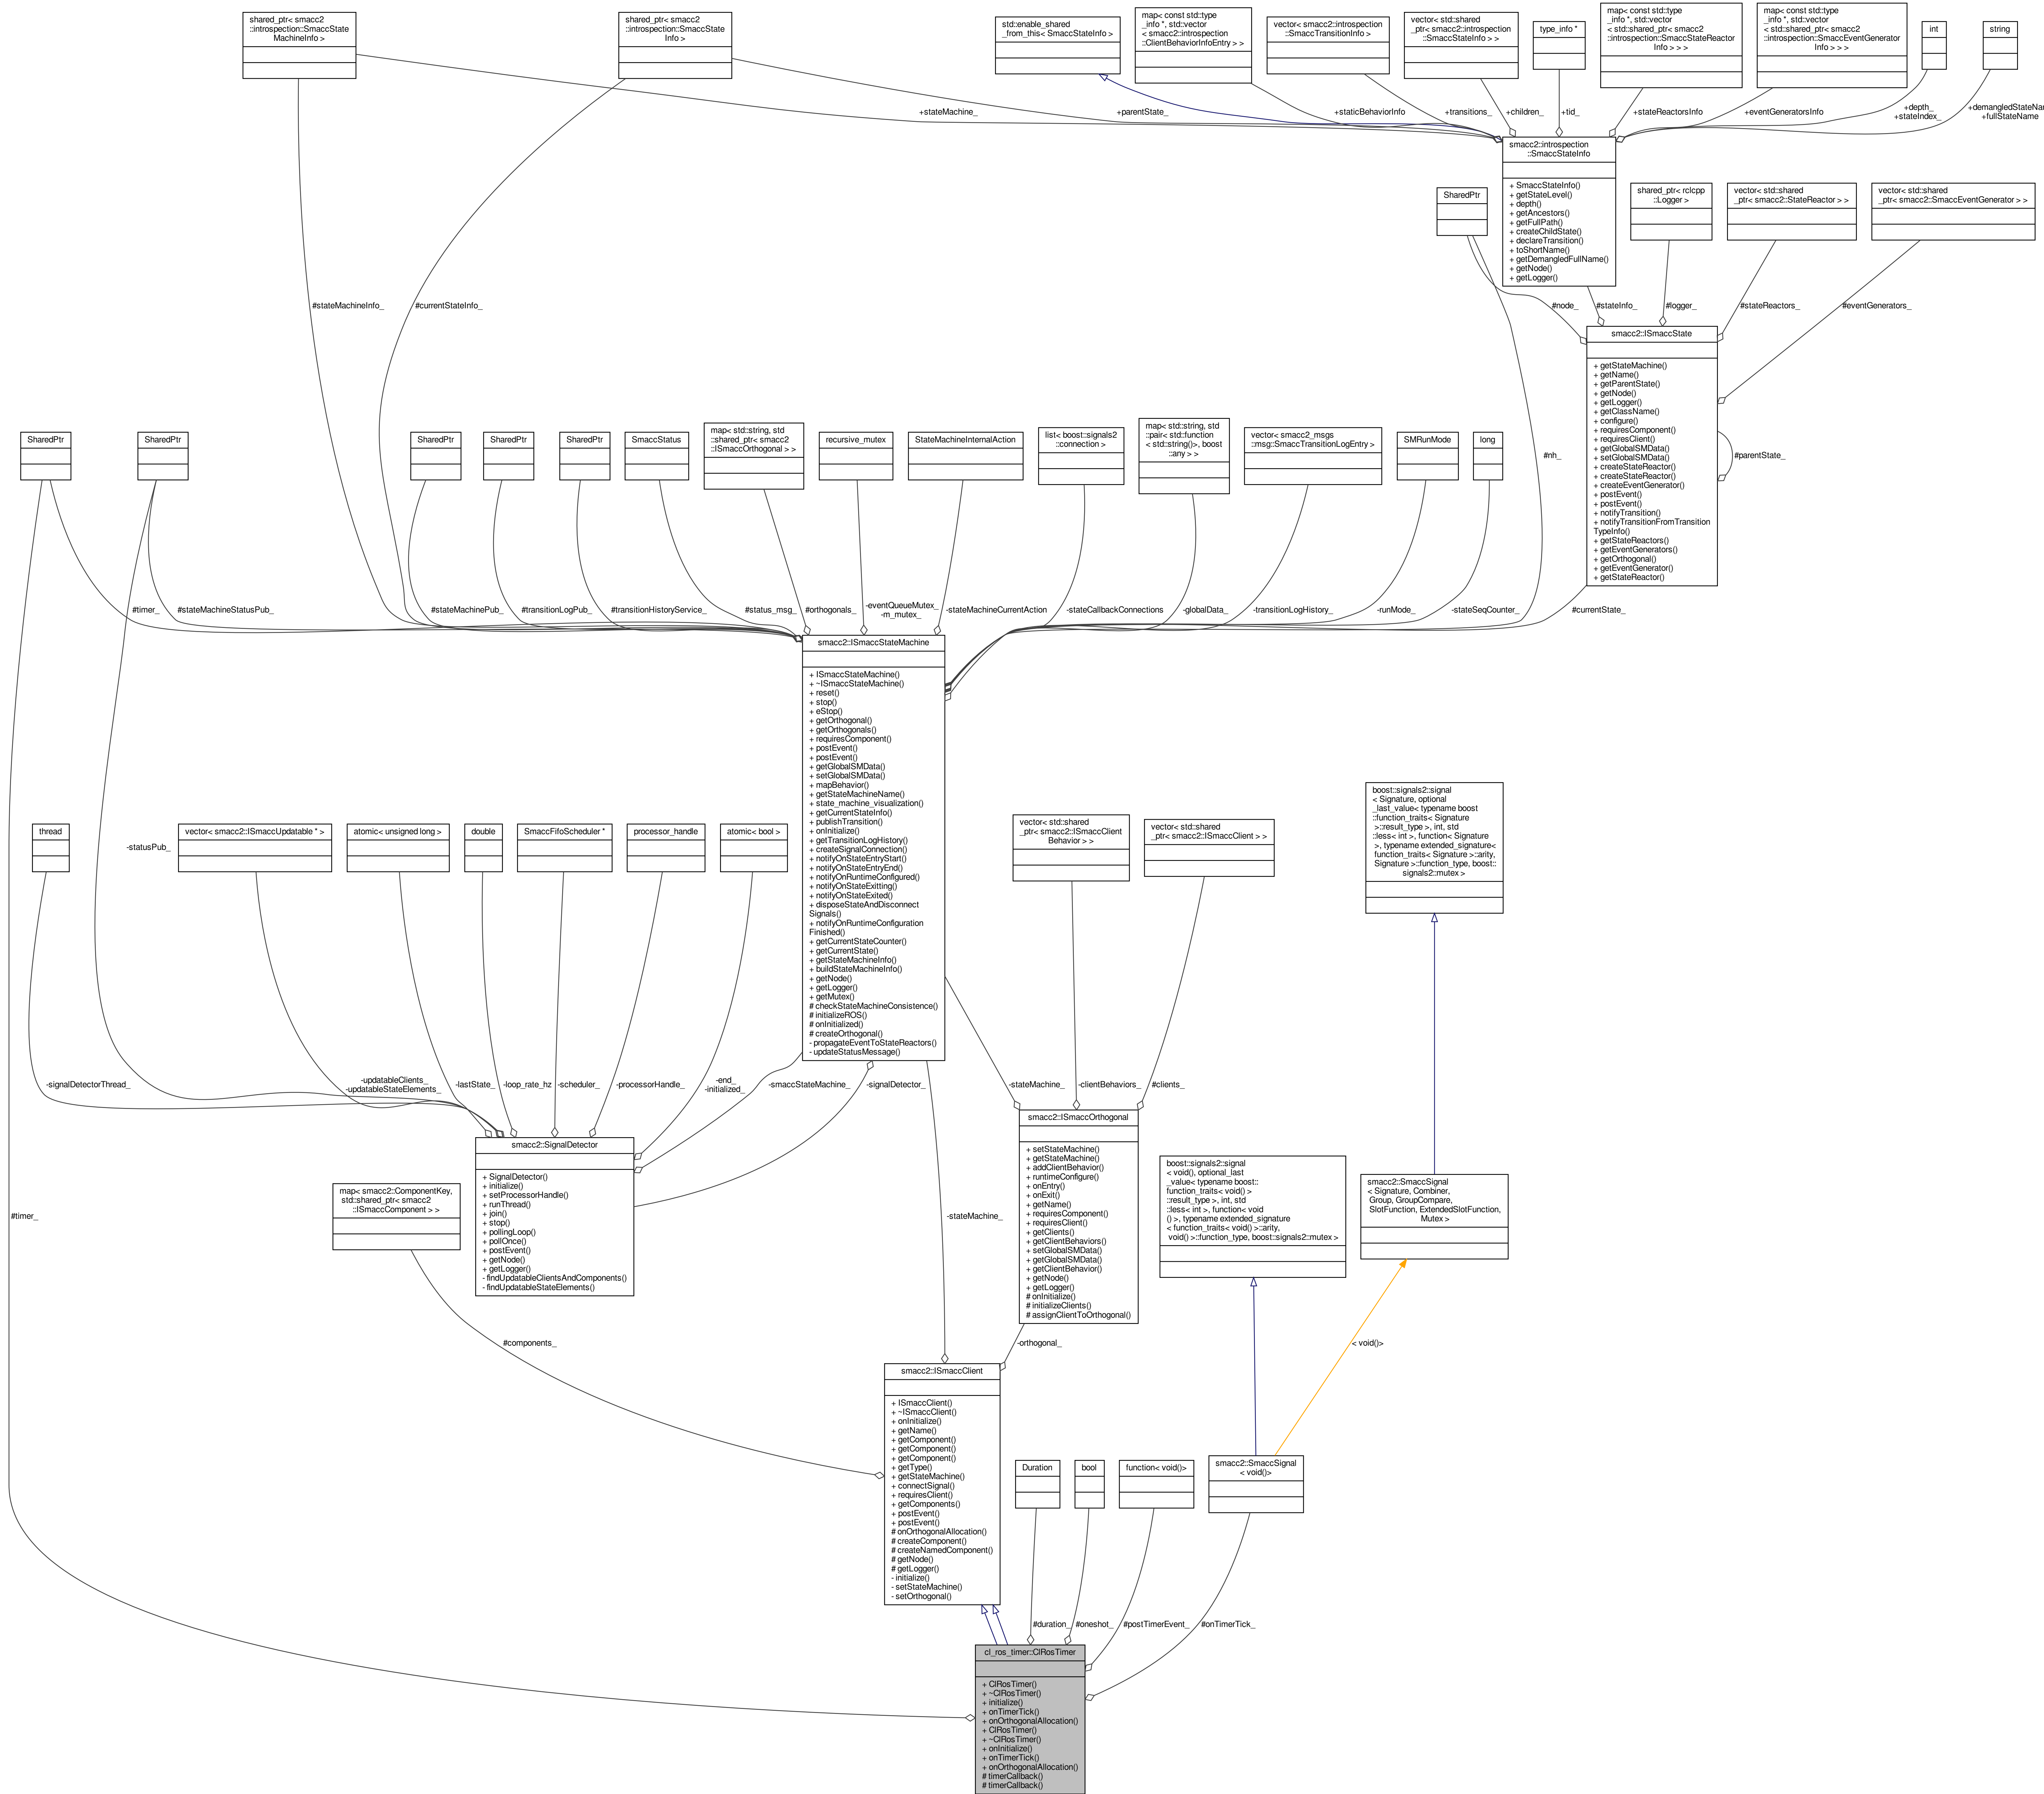 shared_ptr< smacc2
::introspection::SmaccState
MachineInfo >
shared_ptr< smacc2
::introspection::SmaccState
Info >
std::enable_shared
_from_this< SmaccStateInfo >
map< const std::type
_info *, std::vector
< smacc2::introspection
::ClientBehaviorInfoEntry > >
vector< smacc2::introspection
::SmaccTransitionInfo >
vector< std::shared
_ptr< smacc2::introspection
::SmaccStateInfo > >
type_info *
map< const std::type
_info *, std::vector
< std::shared_ptr< smacc2
::introspection::SmaccStateReactor
Info > > >
map< const std::type
_info *, std::vector
< std::shared_ptr< smacc2
::introspection::SmaccEventGenerator
Info > > >
int
string
+stateMachine_
+parentState_
+staticBehaviorInfo
+transitions_
+children_
+tid_
+stateReactorsInfo
+eventGeneratorsInfo
+depth_
+stateIndex_
+demangledStateNa
+fullStateName
smacc2::introspection
::SmaccStateInfo
+ SmaccStateInfo()
+ getStateLevel()
+ depth()
+ getAncestors()
+ getFullPath()
+ createChildState()
+ declareTransition()
+ toShortName()
+ getDemangledFullName()
+ getNode()
+ getLogger()
SharedPtr
shared_ptr< rclcpp
::Logger >
vector< std::shared
_ptr< smacc2::StateReactor > >
vector< std::shared
_ptr< smacc2::SmaccEventGenerator > >
#stateMachineInfo_
#currentStateInfo_
#node_
#stateInfo_
#logger_
#stateReactors_
#eventGenerators_
smacc2::ISmaccState
+ getStateMachine()
+ getName()
+ getParentState()
+ getNode()
+ getLogger()
+ getClassName()
+ configure()
+ requiresComponent()
+ requiresClient()
+ getGlobalSMData()
+ setGlobalSMData()
+ createStateReactor()
+ createStateReactor()
+ createEventGenerator()
+ postEvent()
+ postEvent()
+ notifyTransition()
+ notifyTransitionFromTransition
TypeInfo()
+ getStateReactors()
+ getEventGenerators()
+ getOrthogonal()
+ getEventGenerator()
+ getStateReactor()
#parentState_
#nh_
SharedPtr
SharedPtr
SharedPtr
SharedPtr
SharedPtr
SmaccStatus
map< std::string, std
::shared_ptr< smacc2
::ISmaccOrthogonal > >
recursive_mutex
StateMachineInternalAction
list< boost::signals2
::connection >
map< std::string, std
::pair< std::function
< std::string()>, boost
::any > >
vector< smacc2_msgs
::msg::SmaccTransitionLogEntry >
SMRunMode
long
#timer_
#stateMachineStatusPub_
#stateMachinePub_
#transitionLogPub_
#transitionHistoryService_
#status_msg_
#orthogonals_
-eventQueueMutex_
-m_mutex_
-stateMachineCurrentAction
-stateCallbackConnections
-globalData_
-transitionLogHistory_
-runMode_
-stateSeqCounter_
#currentState_
smacc2::ISmaccStateMachine
+ ISmaccStateMachine()
+ ~ISmaccStateMachine()
+ reset()
+ stop()
+ eStop()
+ getOrthogonal()
+ getOrthogonals()
+ requiresComponent()
+ postEvent()
+ postEvent()
+ getGlobalSMData()
+ setGlobalSMData()
+ mapBehavior()
+ getStateMachineName()
+ state_machine_visualization()
+ getCurrentStateInfo()
+ publishTransition()
+ onInitialize()
+ getTransitionLogHistory()
+ createSignalConnection()
+ notifyOnStateEntryStart()
+ notifyOnStateEntryEnd()
+ notifyOnRuntimeConfigured()
+ notifyOnStateExitting()
+ notifyOnStateExited()
+ disposeStateAndDisconnect
Signals()
+ notifyOnRuntimeConfiguration
Finished()
+ getCurrentStateCounter()
+ getCurrentState()
+ getStateMachineInfo()
+ buildStateMachineInfo()
+ getNode()
+ getLogger()
+ getMutex()
# checkStateMachineConsistence()
# initializeROS()
# onInitialized()
# createOrthogonal()
- propagateEventToStateReactors()
- updateStatusMessage()
thread
-statusPub_
vector< smacc2::ISmaccUpdatable * >
atomic< unsigned long >
double
SmaccFifoScheduler *
processor_handle
atomic< bool >
vector< std::shared
_ptr< smacc2::ISmaccClient
Behavior > >
vector< std::shared
_ptr< smacc2::ISmaccClient > >
boost::signals2::signal
< Signature, optional
_last_value< typename boost
::function_traits< Signature
>::result_type >, int, std
::less< int >, function< Signature
>, typename extended_signature<
function_traits< Signature >::arity,
Signature >::function_type, boost::
signals2::mutex >
-signalDetectorThread_
-updatableClients_
-updatableStateElements_
-lastState_
-loop_rate_hz
-scheduler_
-processorHandle_
-end_
-initialized_
-smaccStateMachine_
-signalDetector_
-stateMachine_
-clientBehaviors_
#clients_
smacc2::SignalDetector
+ SignalDetector()
+ initialize()
+ setProcessorHandle()
+ runThread()
+ join()
+ stop()
+ pollingLoop()
+ pollOnce()
+ postEvent()
+ getNode()
+ getLogger()
- findUpdatableClientsAndComponents()
- findUpdatableStateElements()
smacc2::ISmaccOrthogonal
+ setStateMachine()
+ getStateMachine()
+ addClientBehavior()
+ runtimeConfigure()
+ onEntry()
+ onExit()
+ getName()
+ requiresComponent()
+ requiresClient()
+ getClients()
+ getClientBehaviors()
+ setGlobalSMData()
+ getGlobalSMData()
+ getClientBehavior()
+ getNode()
+ getLogger()
# onInitialize()
# initializeClients()
# assignClientToOrthogonal()
boost::signals2::signal
< void(), optional_last
_value< typename boost::
function_traits< void()>
::result_type >, int, std
::less< int >, function< void
() >, typename extended_signature
< function_traits< void() >::arity,
void() >::function_type, boost::signals2::mutex >
smacc2::SmaccSignal
< Signature, Combiner,
Group, GroupCompare,
SlotFunction, ExtendedSlotFunction,
Mutex >
map< smacc2::ComponentKey,
std::shared_ptr< smacc2
::ISmaccComponent > >
#timer_
-stateMachine_
#components_
-orthogonal_
< void()>
smacc2::ISmaccClient
+ ISmaccClient()
+ ~ISmaccClient()
+ onInitialize()
+ getName()
+ getComponent()
+ getComponent()
+ getComponent()
+ getType()
+ getStateMachine()
+ connectSignal()
+ requiresClient()
+ getComponents()
+ postEvent()
+ postEvent()
# onOrthogonalAllocation()
# createComponent()
# createNamedComponent()
# getNode()
# getLogger()
- initialize()
- setStateMachine()
- setOrthogonal()
Duration
bool
function< void()>
smacc2::SmaccSignal
< void()>
#duration_
#oneshot_
#postTimerEvent_
#onTimerTick_
cl_ros_timer::ClRosTimer
+ ClRosTimer()
+ ~ClRosTimer()
+ initialize()
+ onTimerTick()
+ onOrthogonalAllocation()
+ ClRosTimer()
+ ~ClRosTimer()
+ onInitialize()
+ onTimerTick()
+ onOrthogonalAllocation()
# timerCallback()
# timerCallback()